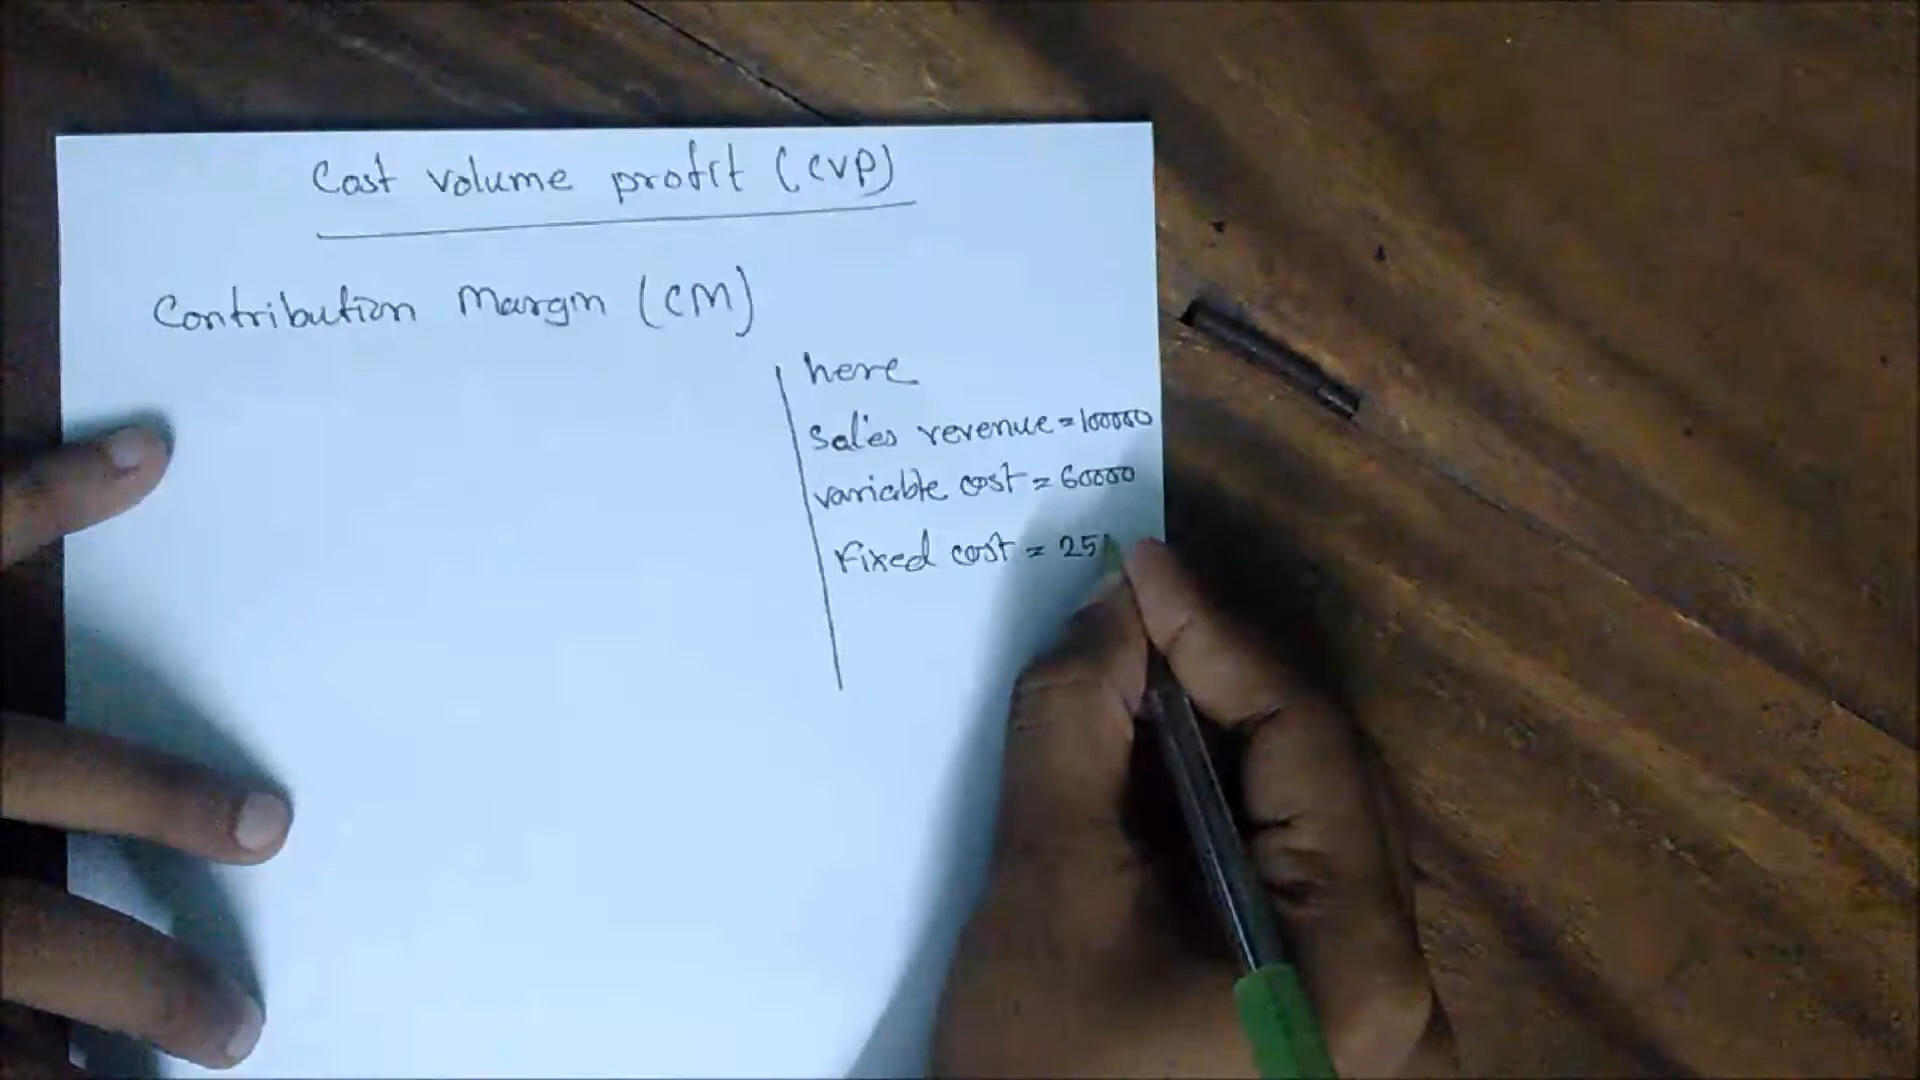 Cost volume profit (CVP)
Contribution Margin (CM)
here
Sales revenue = 100000
variable cost = 60000
Fixed cost = 25